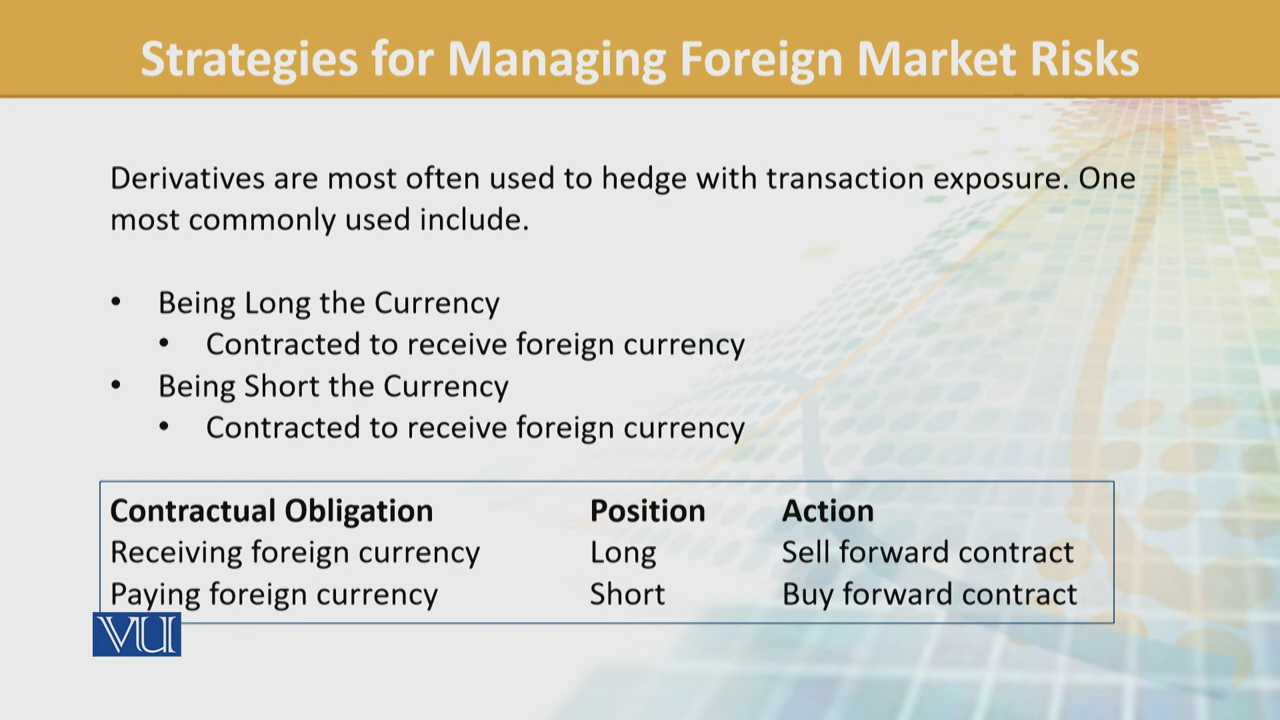 Strategies for Managing Foreign Market Risks
Derivatives are most often used to hedge with transaction exposure. One
most commonly used include.
• Being Long the Currency
• Contracted to receive foreign currency
• Being Short the Currency
• Contracted to receive foreign currency
Contractual Obligation Position Action
Receiving foreign currency Long Sell forward contract
Paying foreign currency Short Buy forward contract
VU